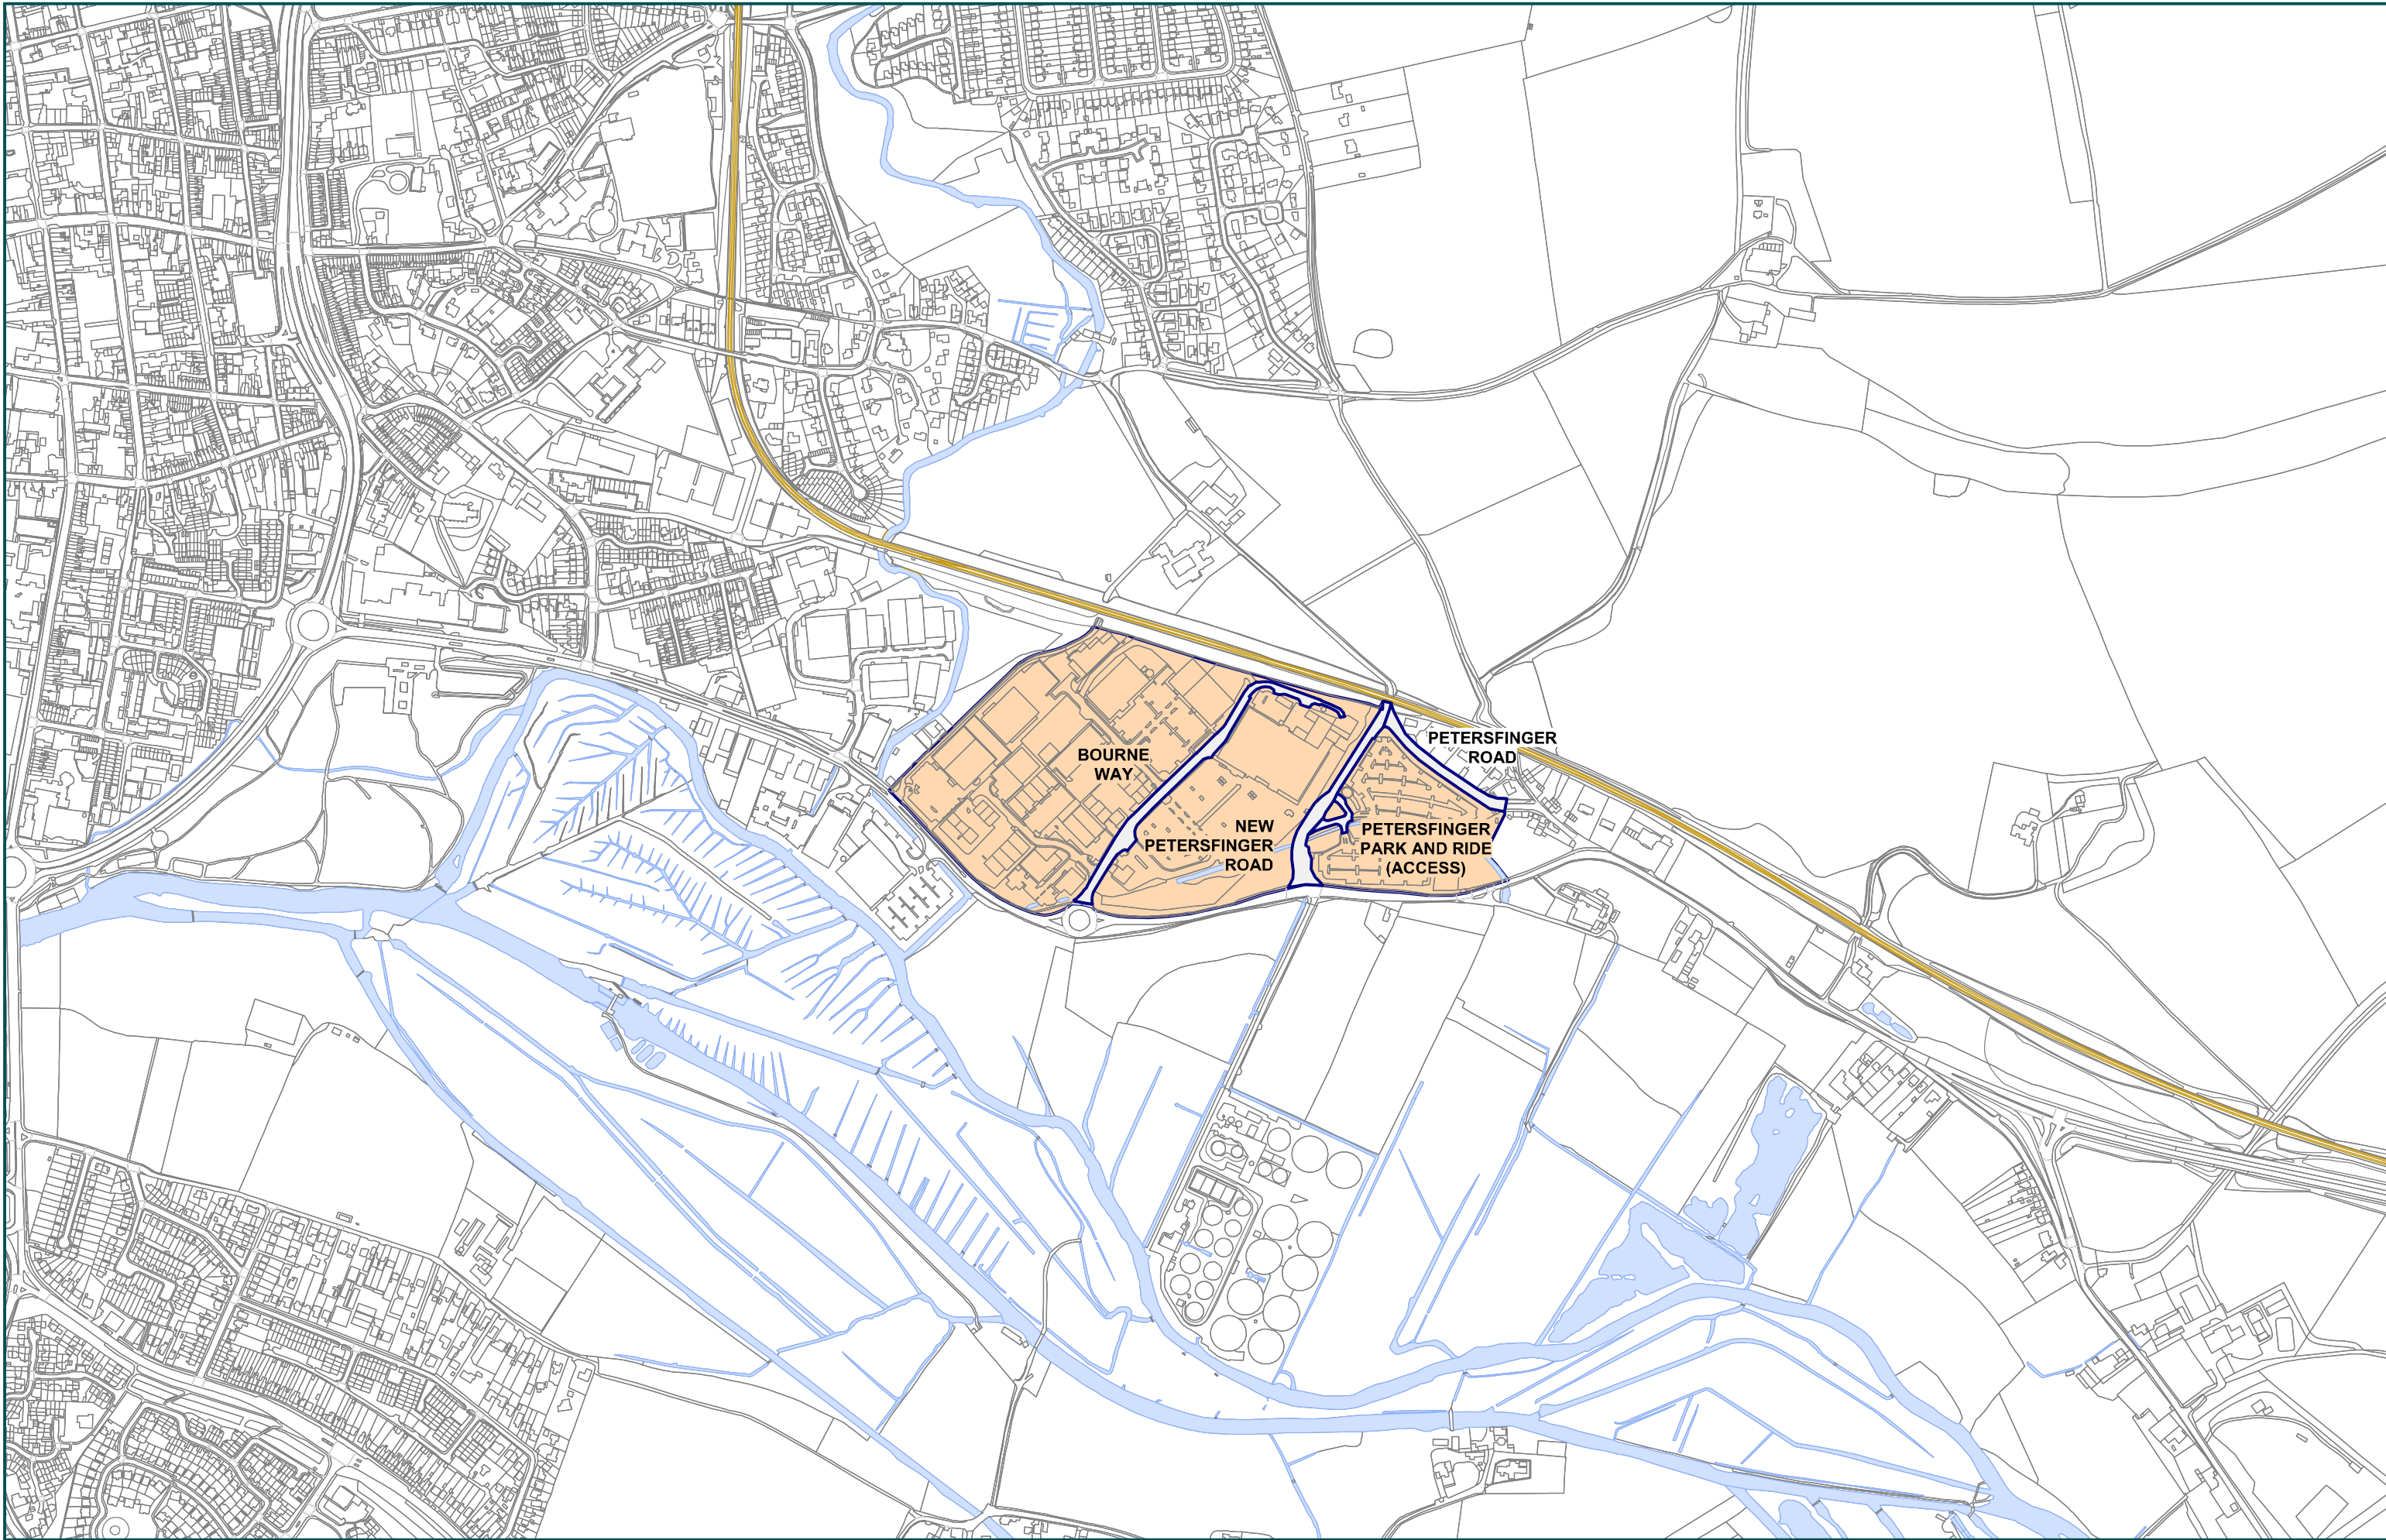 BOURNE
WAY
NEW
PETERSFINGER
ROAD
PETERSFINGER
ROAD
PETERSFINGER
PARK AND RIDE
(ACCESS)